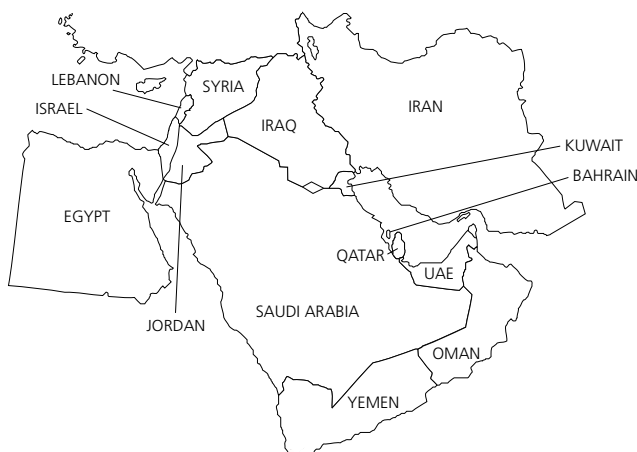 LEBANON
SYRIA
ISRAEL
IRAQ
IRAN
KUWAIT
BAHRAIN
EGYPT
QATAR
UAE
JORDAN
SAUDI ARABIA
OMAN
YEMEN